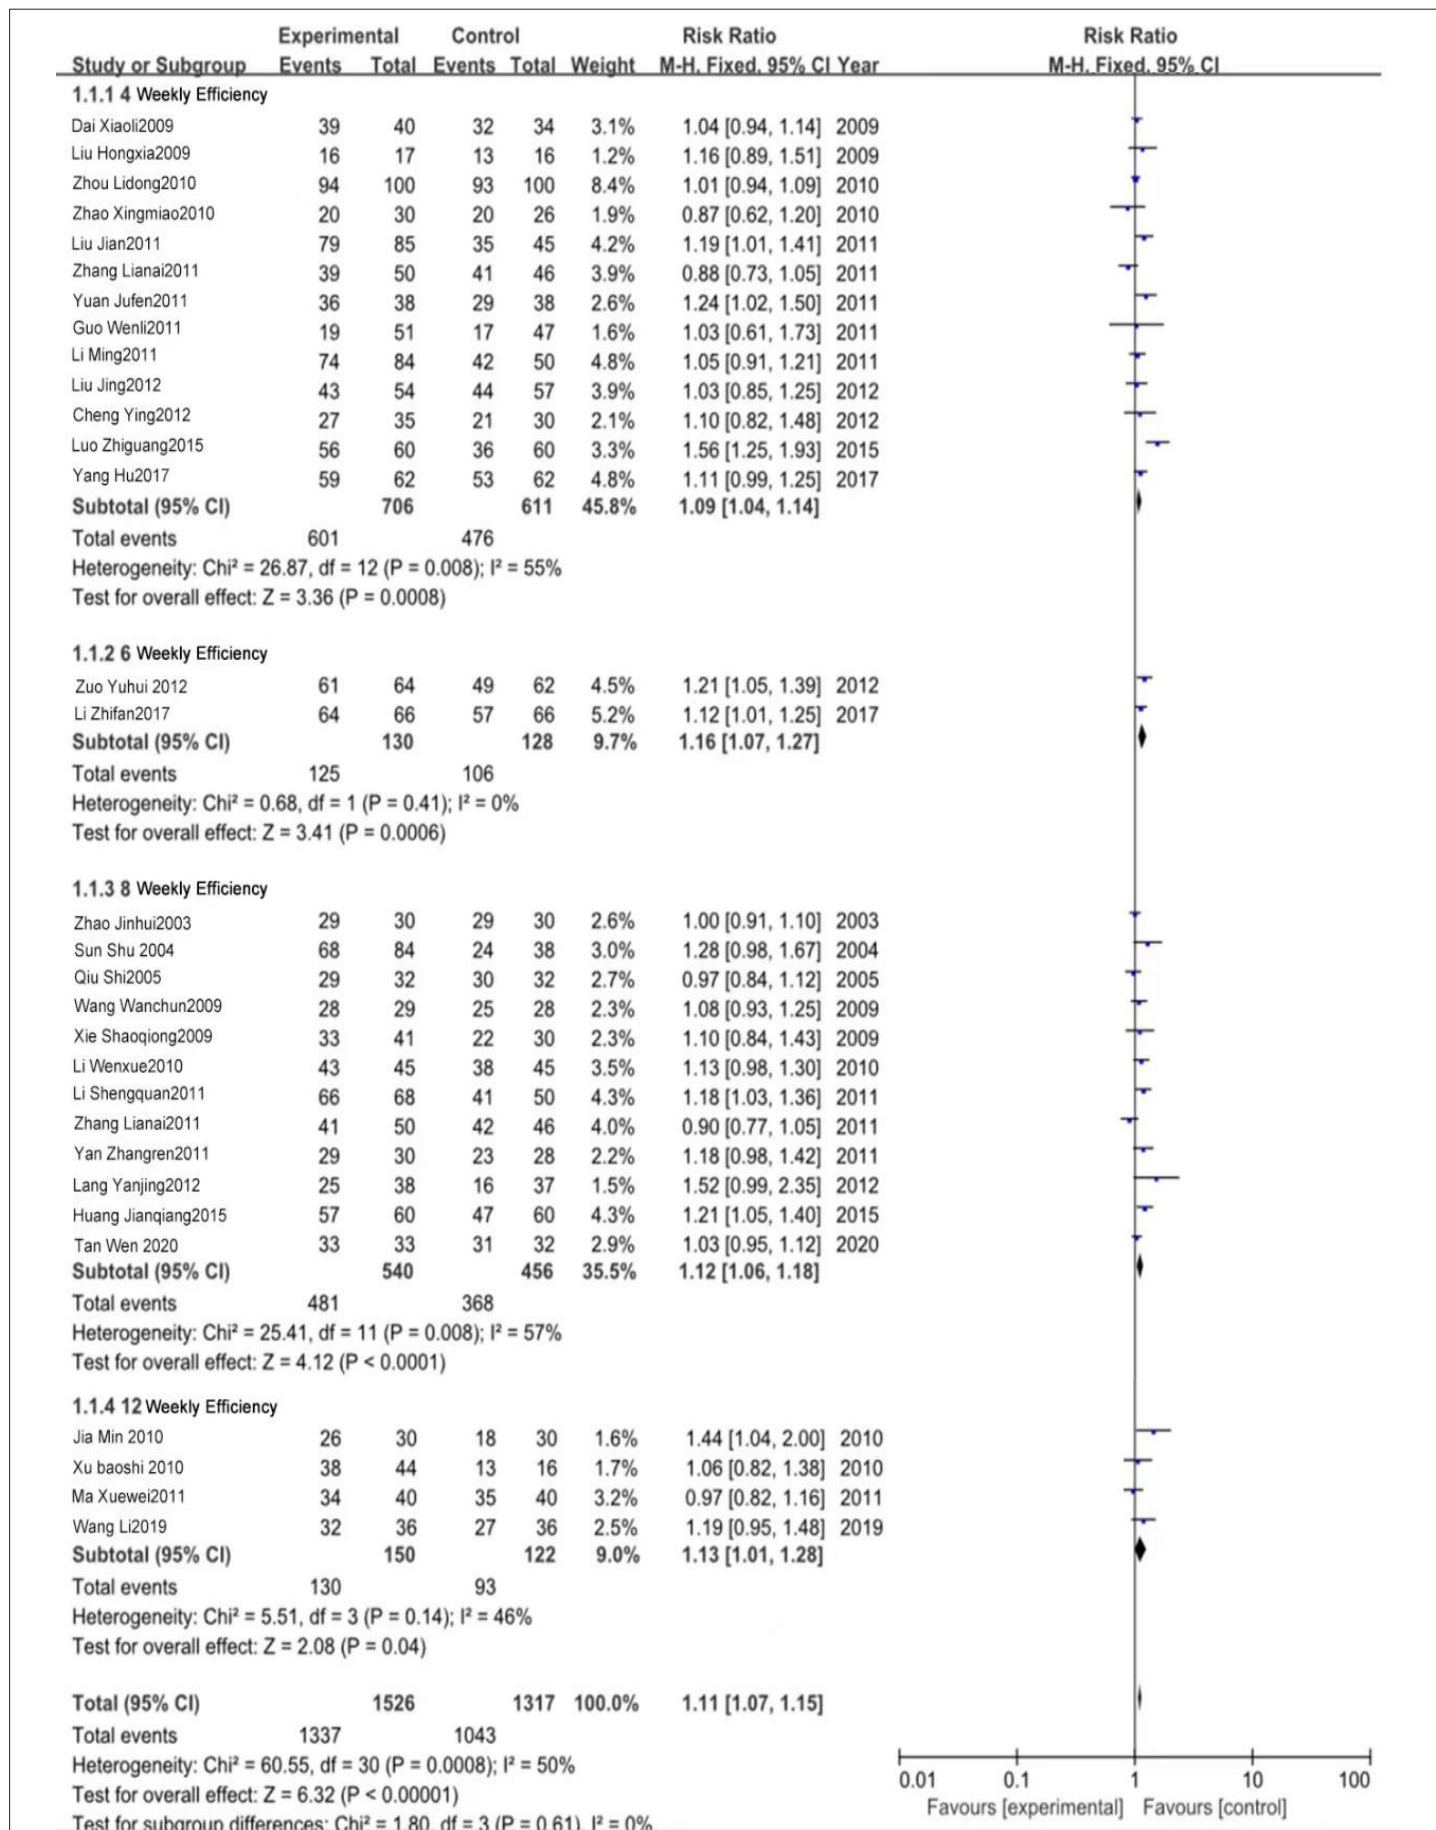 Experimental Control Risk Ratio Risk Ratio
Study or Subgroup Events Total Events Total Weight M-H. Fixed. 95% CI Year M-H. Fixed. 95% CI
1.1.1 4 Weekly Efficiency
Dai Xiaoli2009 39 40 32 34 3.1% 1.04 [0.94, 1.14] 2009
Liu Hongxia2009 16 17 13 16 1.2% 1.16 [0.89, 1.51] 2009
Zhou Lidong2010 94 100 93 100 8.4% 1.01 [0.94, 1.09] 2010
Zhao Xingmiao2010 20 30 20 26 1.9% 0.87 [0.62, 1.20] 2010
Liu Jian2011 79 85 35 45 4.2% 1.19 [1.01, 1.41] 2011
Zhang Lianai2011 39 50 41 46 3.9% 0.88 [0.73, 1.05] 2011
Yuan Jufen2011 36 38 29 38 2.6% 1.24 [1.02, 1.50] 2011
Guo Wenli2011 19 51 17 47 1.6% 1.03 [0.61, 1.73] 2011
Li Ming2011 74 84 42 50 4.8% 1.05 [0.91, 1.21] 2011
Liu Jing2012 43 54 44 57 3.9% 1.03 [0.85, 1.25] 2012
Cheng Ying2012 27 35 21 30 2.1% 1.10 [0.82, 1.48] 2012
Luo Zhiguang2015 56 60 36 60 3.3% 1.56 [1.25, 1.93] 2015
Yang Hu2017 59 62 53 62 4.8% 1.11 [0.99, 1.25] 2017
Subtotal (95% CI) 706 611 45.8% 1.09 [1.04, 1.14]
Total events 601 476
Heterogeneity: Chi² = 26.87, df = 12 (P = 0.008); I² = 55%
Test for overall effect: Z = 3.36 (P = 0.0008)
1.1.2 6 Weekly Efficiency
Zuo Yuhui 2012 61 64 49 62 4.5% 1.21 [1.05, 1.39] 2012
Li Zhifan2017 64 66 57 66 5.2% 1.12 [1.01, 1.25] 2017
Subtotal (95% CI) 130 128 9.7% 1.16 [1.07, 1.27]
Total events 125 106
Heterogeneity: Chi² = 0.68, df = 1 (P = 0.41); I² = 0%
Test for overall effect: Z = 3.41 (P = 0.0006)
1.1.3 8 Weekly Efficiency
Zhao Jinhui2003 29 30 29 30 2.6% 1.00 [0.91, 1.10] 2003
Sun Shu 2004 68 84 24 38 3.0% 1.28 [0.98, 1.67] 2004
Qiu Shi2005 29 32 30 32 2.7% 0.97 [0.84, 1.12] 2005
Wang Wanchun2009 28 29 25 28 2.3% 1.08 [0.93, 1.25] 2009
Xie Shaoqiong2009 33 41 22 30 2.3% 1.10 [0.84, 1.43] 2009
Li Wenxue2010 43 45 38 45 3.5% 1.13 [0.98, 1.30] 2010
Li Shengquan2011 66 68 41 50 4.3% 1.18 [1.03, 1.36] 2011
Zhang Lianai2011 41 50 42 46 4.0% 0.90 [0.77, 1.05] 2011
Yan Zhangren2011 29 30 23 28 2.2% 1.18 [0.98, 1.42] 2011
Lang Yanjing2012 25 38 16 37 1.5% 1.52 [0.99, 2.35] 2012
Huang Jianqiang2015 57 60 47 60 4.3% 1.21 [1.05, 1.40] 2015
Tan Wen 2020 33 33 31 32 2.9% 1.03 [0.95, 1.12] 2020
Subtotal (95% CI) 540 456 35.5% 1.12 [1.06, 1.18]
Total events 481 368
Heterogeneity: Chi² = 25.41, df = 11 (P = 0.008); I² = 57%
Test for overall effect: Z = 4.12 (P < 0.0001)
1.1.4 12 Weekly Efficiency
Jia Min 2010 26 30 18 30 1.6% 1.44 [1.04, 2.00] 2010
Xu baoshi 2010 38 44 13 16 1.7% 1.06 [0.82, 1.38] 2010
Ma Xuewei2011 34 40 35 40 3.2% 0.97 [0.82, 1.16] 2011
Wang Li2019 32 36 27 36 2.5% 1.19 [0.95, 1.48] 2019
Subtotal (95% CI) 150 122 9.0% 1.13 [1.01, 1.28]
Total events 130 93
Heterogeneity: Chi² = 5.51, df = 3 (P = 0.14); I² = 46%
Test for overall effect: Z = 2.08 (P = 0.04)
Total (95% CI) 1526 1317 100.0% 1.11 [1.07, 1.15]
Total events 1337 1043
Heterogeneity: Chi² = 60.55, df = 30 (P = 0.0008); I² = 50%
Test for overall effect: Z = 6.32 (P < 0.00001)
Test for subgroup differences: Chi² = 1.80, df = 3 (P = 0.61), I² = 0%
0.01 0.1 1 10 100
Favours [experimental] Favours [control]